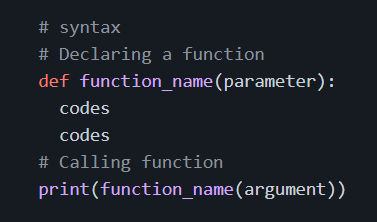 # syntax
# Declaring a function
def function_name(parameter):
  codes
  codes
# Calling function
print(function_name(argument))